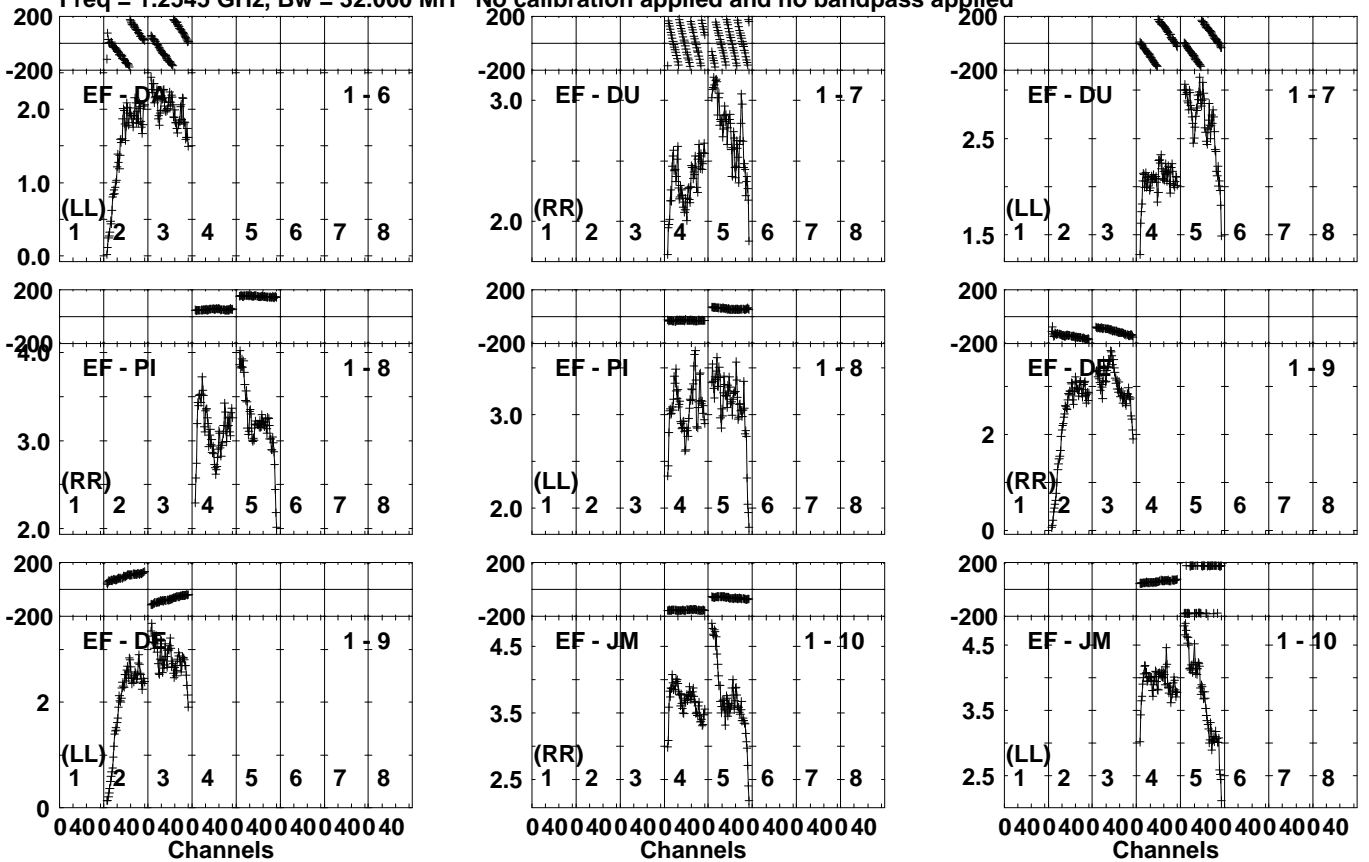 Freq = 1.2545 GHz, Bw = 32.000 MH No calibration applied and no bandpass applied
200 200 200
-200 -200 -200
EF - DA 1 - 6 EF - DU 1 - 7 EF - DU 1 - 7
2.0 3.0 2.5
1.0
(LL) (RR) (LL)
2.0
1 2 3 4 5 6 7 8 1 2 3 4 5 6 7 8 1 2 3 4 5 6 7 8
0.0 1.5
200 200 200
-200 -200 -200
4.0
EF - PI 1 - 8 EF - PI 1 - 8 EF - DE 1 - 9
3.0 3.0 2
(RR) (LL) (RR)
1 2 3 4 5 6 7 8 1 2 3 4 5 6 7 8 1 2 3 4 5 6 7 8
2.0 2.0 0
200 200 200
-200 -200 -200
EF - DE 1 - 9 EF - JM 1 - 10 EF - JM 1 - 10
4.5 4.5
2 3.5 3.5
(LL) (RR) (LL)
1 2 3 4 5 6 7 8 1 2 3 4 5 6 7 8 1 2 3 4 5 6 7 8
0 2.5 2.5
0 40 0 40 0 40 0 40 0 40 0 40 0 40 0 40 0 40 0 40 0 40 0 40 0 40 0 40 0 40 0 40 0 40 0 40 0 40 0 40 0 40 0 40 0 40 0 40
Channels Channels Channels